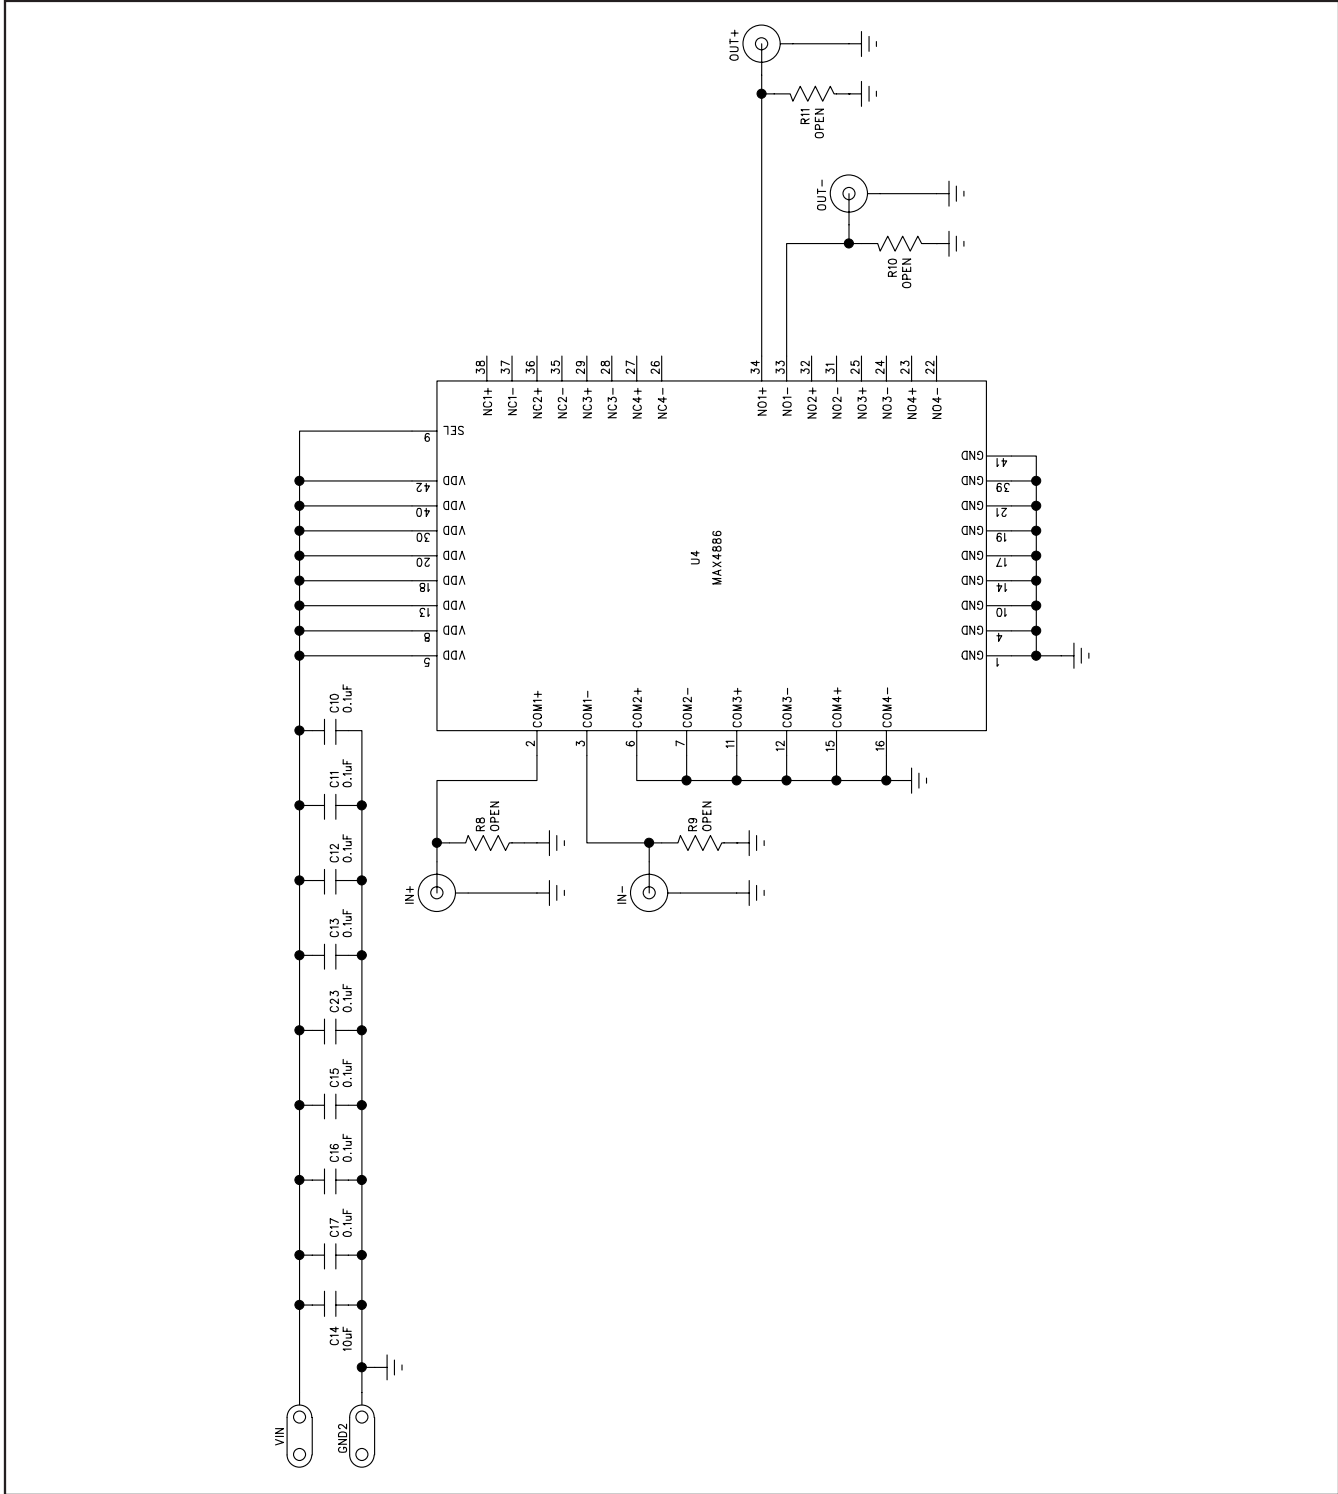 OUT+
R11
OPEN
OUT-
R10
OPEN
38
37
36
35
29
28
27
26
34
33
32
31
25
24
23
22
NC1+
NC1-
NC2+
NC2-
NC3+
NC3-
NC4+
NC4-
NO1+
NO1-
NO2+
NO2-
NO3+
NO3-
NO4+
NO4-
9
SEL
42
VDD
40
VDD
30
VDD
20
VDD
18
VDD
13
VDD
8
VDD
5
VDD
GND
41
GND
39
GND
21
GND
19
GND
17
GND
14
GND
10
GND
4
GND
1
U4
MAX4886
COM1+
COM1-
COM2+
COM2-
COM3+
COM3-
COM4+
COM4-
2
3
6
7
11
12
15
16
R8
OPEN
R9
OPEN
IN+
IN-
C10
0.1uF
C11
0.1uF
C12
0.1uF
C13
0.1uF
C23
0.1uF
C15
0.1uF
C16
0.1uF
C17
0.1uF
C14
10uF
VIN
GND2